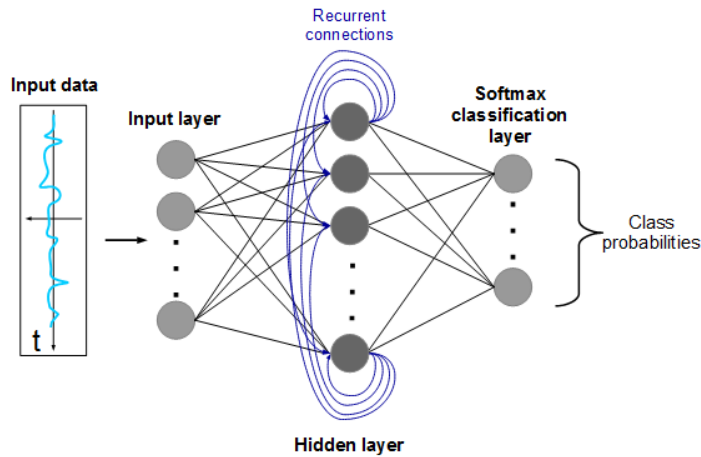 Recurrent
connections
Input data
Input layer
Softmax
classification
layer
Class
probabilities
t
Hidden layer